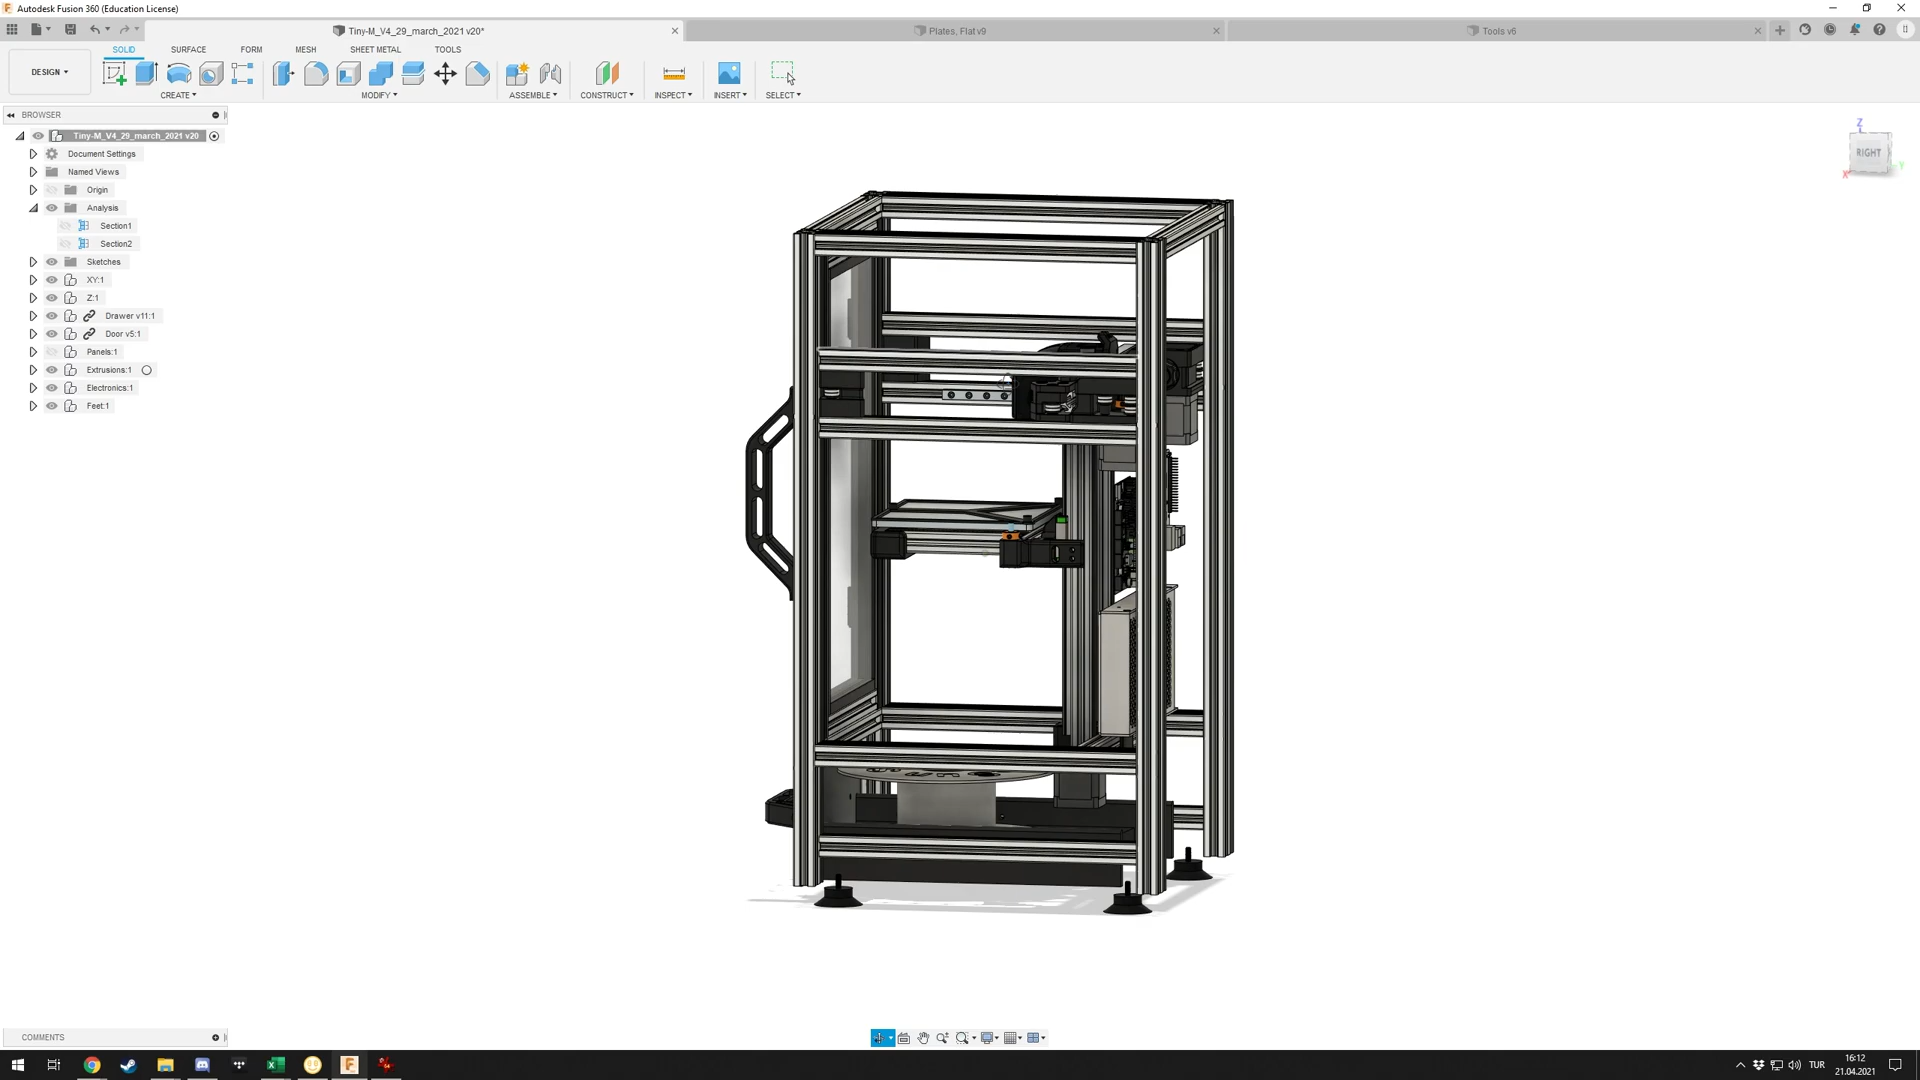 Autodesk Fusion 360 (Education License)
Tiny-M_V4_29_march_2021 v20*
Plates, Flat v9
Tools v6
SOLID SURFACE FORM MESH SHEET METAL TOOLS
DESIGN
CREATE MODIFY ASSEMBLE CONSTRUCT INSPECT INSERT SELECT
BROWSER
Tiny-M_V4_29_march_2021 v20
Document Settings
Named Views
Origin
Analysis
Section1
Section2
Sketches
XY:1
Z:1
Drawer v11:1
Door v5:1
Panels:1
Extrusions:1
Electronics:1
Feet:1
Z
RIGHT
X
Y
COMMENTS
TUR
16:12
21.04.2021